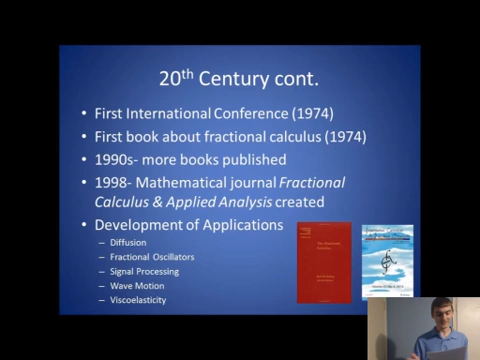 20th Century cont.
• First International Conference (1974)
• First book about fractional calculus (1974)
• 1990s- more books published
• 1998- Mathematical journal Fractional
Calculus & Applied Analysis created
• Development of Applications
– Diffusion
– Fractional Oscillators
– Signal Processing
– Wave Motion
– Viscoelasticity